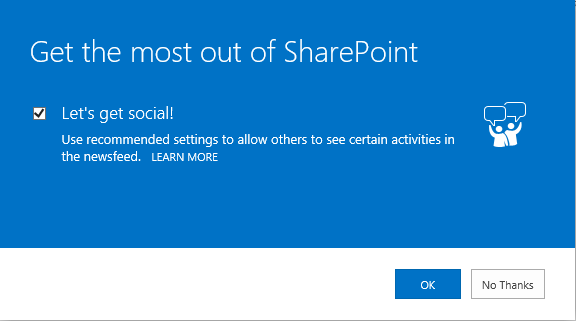 Get the most out of SharePoint
Let's get social!
Use recommended settings to allow others to see certain activities in
the newsfeed. LEARN MORE
OK
No Thanks